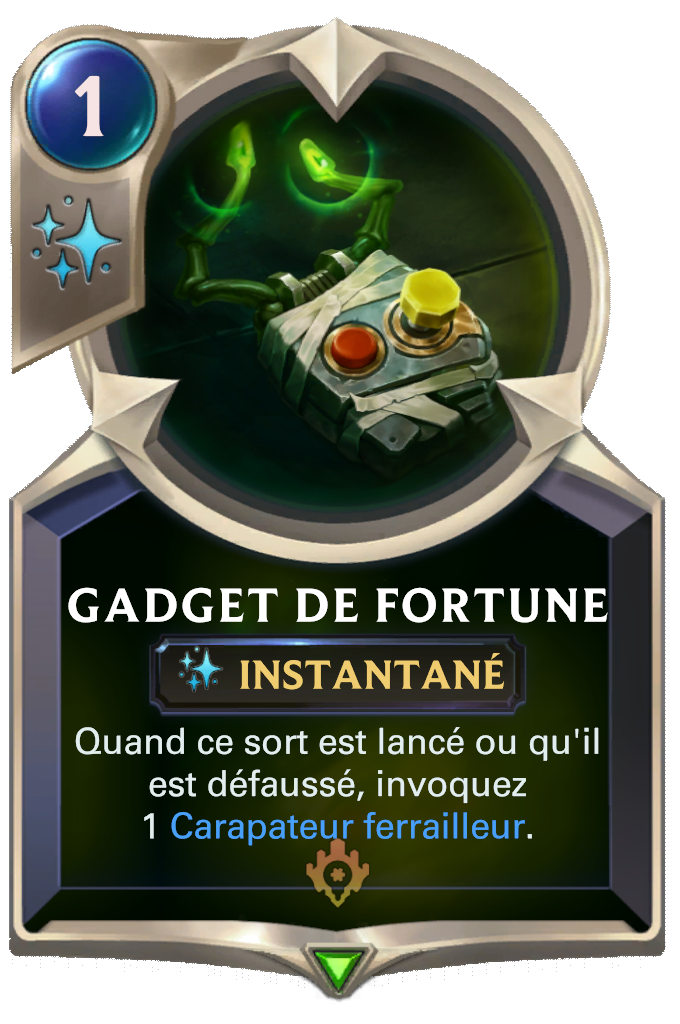 1
GADGET DE FORTUNE
INSTANTANÉ
Quand ce sort est lancé ou qu'il
est défaussé, invoquez
1 Carapateur ferrailleur.